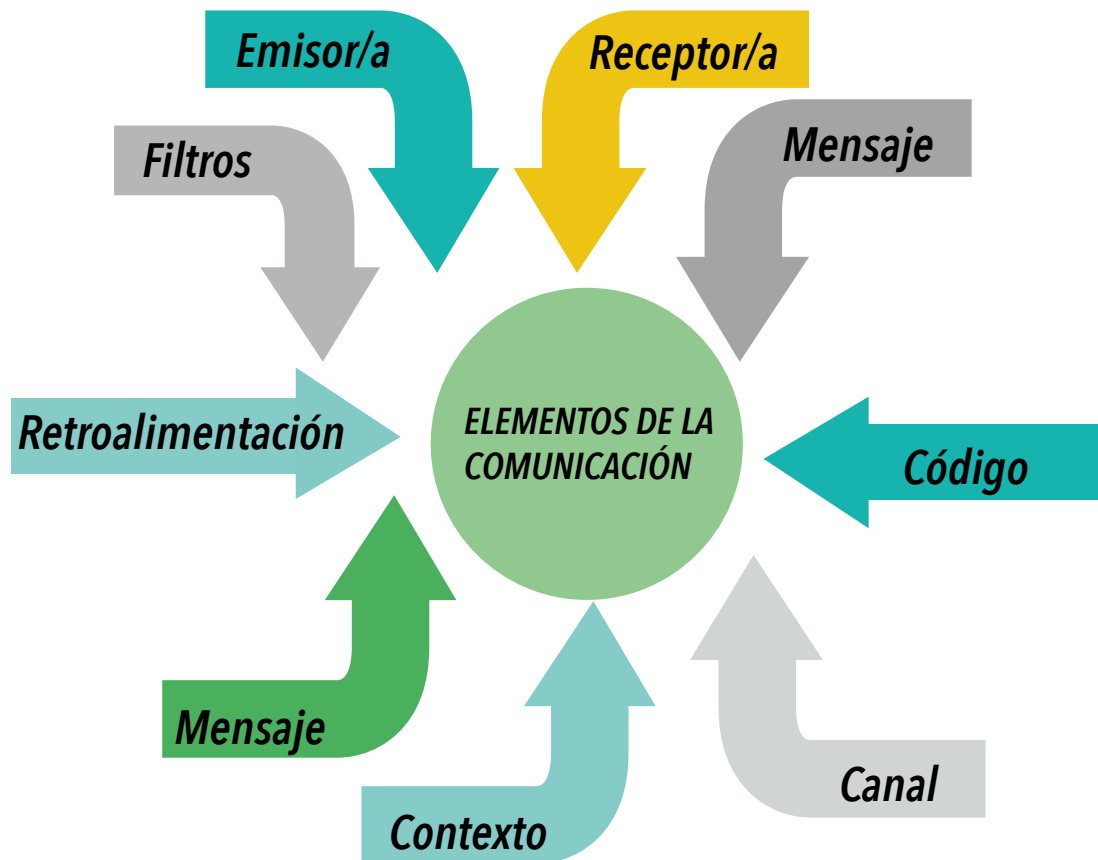 Emisor/a
Receptor/a
Mensaje
Filtros
Retroalimentación
ELEMENTOS DE LA
COMUNICACIÓN
Código
Mensaje
Canal
Contexto